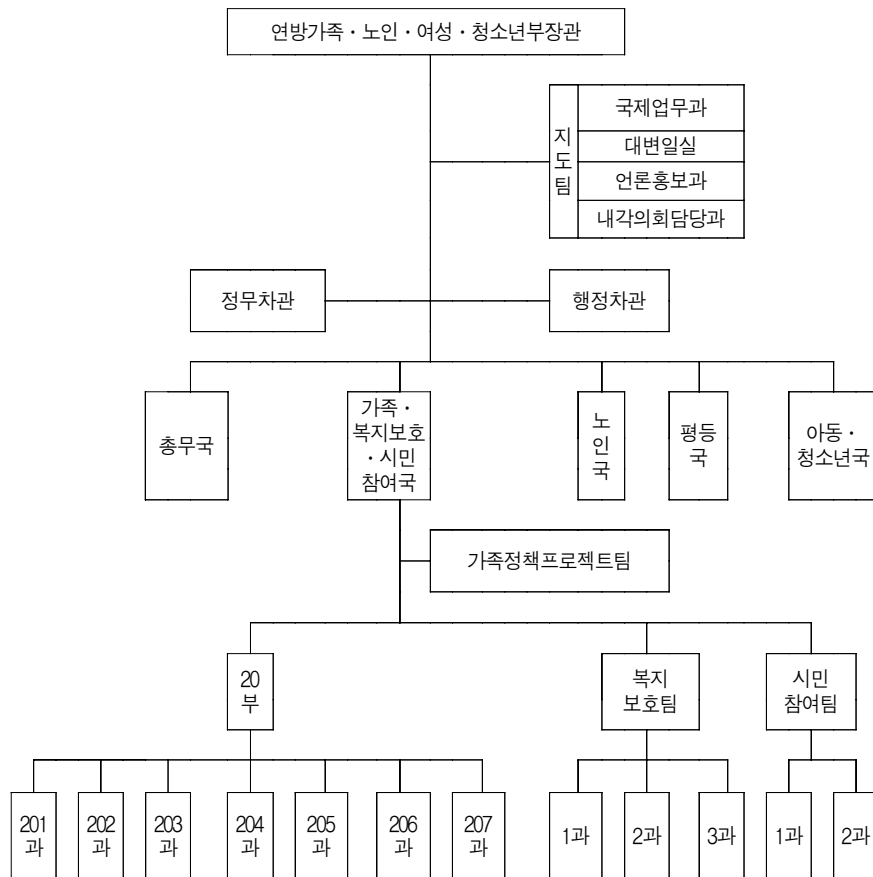 연방가족・노인・여성・청소년부장관
지도팀
국제업무과
대변일실
언론홍보과
내각의회담당과
정무차관
행정차관
총무국
가족・
복지보호
・시민
참여국
노
인
국
평등
국
아동・
청소년국
가족정책프로젝트팀
20
부
복지
보호팀
시민
참여팀
201
과
202
과
203
과
204
과
205
과
206
과
207
과
1과
2과
3과
1과
2과